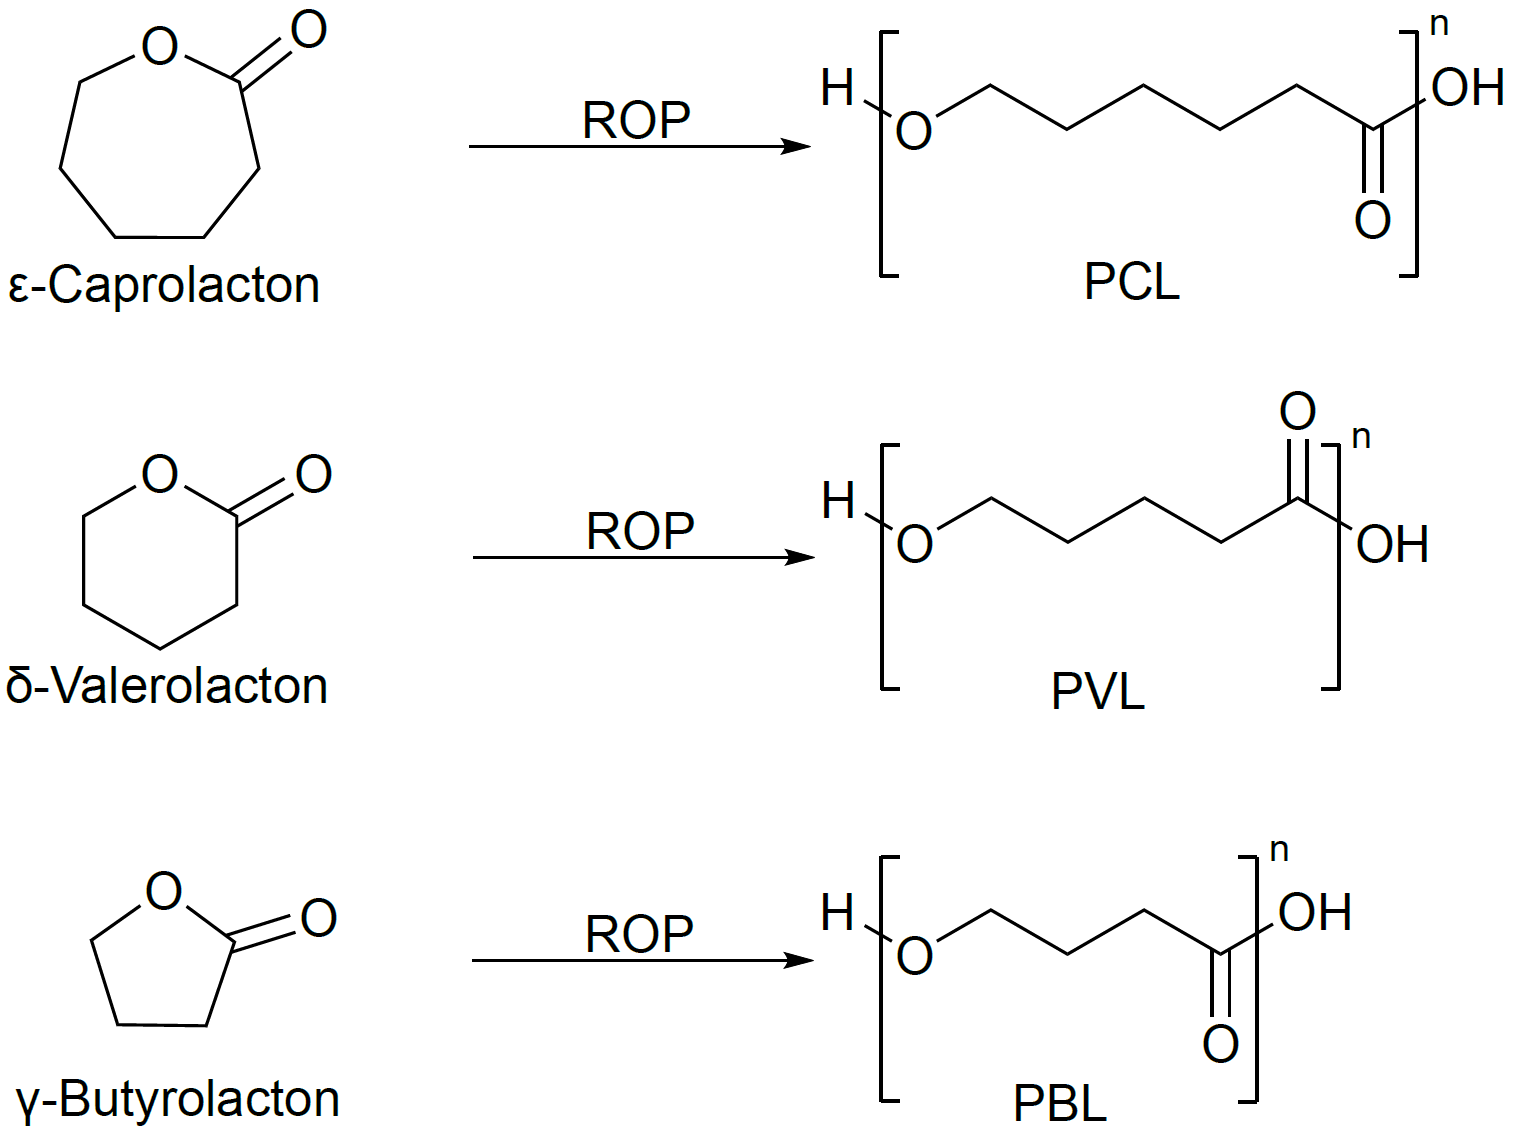 O O
ROP
H O O OH n
ε-Caprolacton
PCL
O O
ROP
H O O OH n
δ-Valerolacton
PVL
O O
ROP
H O O OH n
γ-Butyrolacton
PBL